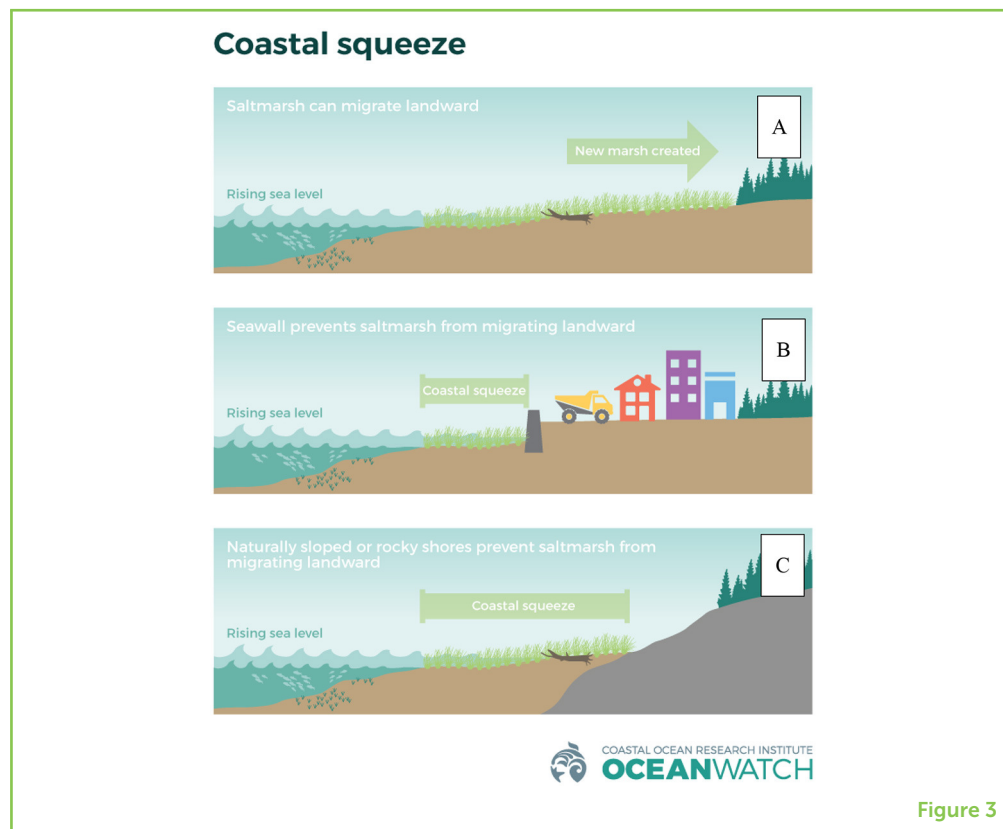 Coastal squeeze
Saltmarsh can migrate landward
A
New marsh created
Rising sea level
Seawall prevents saltmarsh from migrating landward
B
Coastal squeeze
Rising sea level
Naturally sloped or rocky shores prevent saltmarsh from
migrating landward
C
Coastal squeeze
Rising sea level
COASTAL OCEAN RESEARCH INSTITUTE
OCEANWATCH
Figure 3